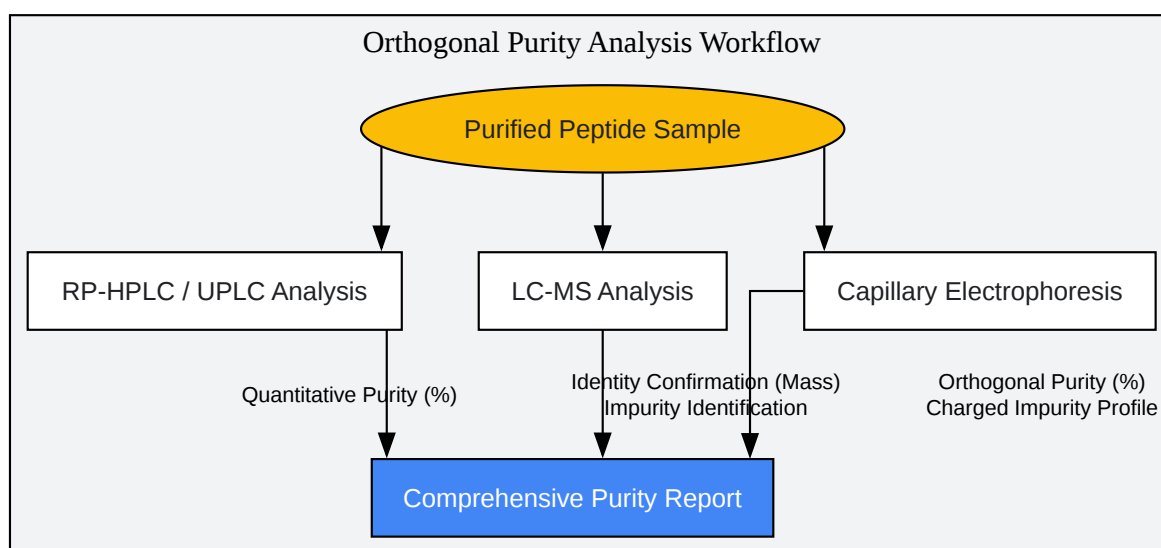 Orthogonal Purity Analysis Workflow
Purified Peptide Sample
RP-HPLC / UPLC Analysis
LC-MS Analysis
Capillary Electrophoresis
Quantitative Purity (%)
Identity Confirmation (Mass)
Impurity Identification
Orthogonal Purity (%)
Charged Impurity Profile
Comprehensive Purity Report